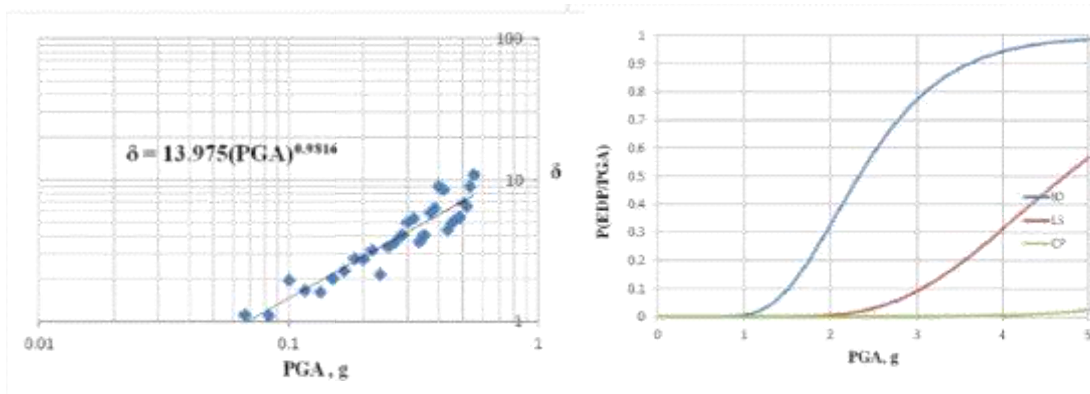 100
δ = 13.975(PGA)^0.9816
10
δ
1
0.01
0.1
1
PGA , g
1
0.9
0.8
0.7
0.6
0.5
0.4
0.3
0.2
0.1
0
P(EDP/PGA)
IO
LS
CP
0
1
2
3
4
5
PGA, g